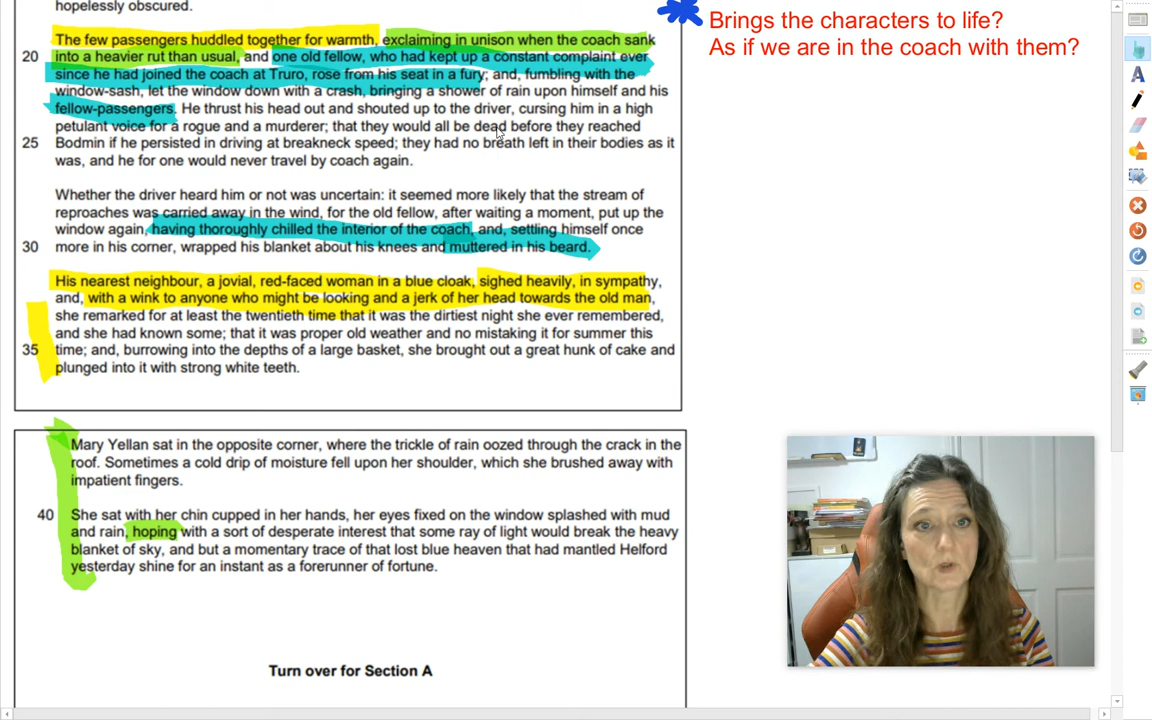 hopelessly obscured.
Brings the characters to life?
As if we are in the coach with them?
The few passengers huddled together for warmth, exclaiming in unison when the coach sank
20 into a heavier rut than usual, and one old fellow, who had kept up a constant complaint ever
since he had joined the coach at Truro, rose from his seat in a fury; and, fumbling with the
window-sash, let the window down with a crash, bringing a shower of rain upon himself and his
fellow-passengers. He thrust his head out and shouted up to the driver, cursing him in a high
petulant voice for a rogue and a murderer; that they would all be dead before they reached
25 Bodmin if he persisted in driving at breakneck speed; they had no breath left in their bodies as it
was, and he for one would never travel by coach again.
Whether the driver heard him or not was uncertain: it seemed more likely that the stream of
reproaches was carried away in the wind, for the old fellow, after waiting a moment, put up the
window again, having thoroughly chilled the interior of the coach, and, settling himself once
30 more in his corner, wrapped his blanket about his knees and muttered in his beard.
His nearest neighbour, a jovial, red-faced woman in a blue cloak, sighed heavily, in sympathy,
and, with a wink to anyone who might be looking and a jerk of her head towards the old man,
she remarked for at least the twentieth time that it was the dirtiest night she ever remembered,
and she had known some; that it was proper old weather and no mistaking it for summer this
35 time; and, burrowing into the depths of a large basket, she brought out a great hunk of cake and
plunged into it with strong white teeth.
Mary Yellan sat in the opposite corner, where the trickle of rain oozed through the crack in the
roof. Sometimes a cold drip of moisture fell upon her shoulder, which she brushed away with
impatient fingers.
40 She sat with her chin cupped in her hands, her eyes fixed on the window splashed with mud
and rain, hoping with a sort of desperate interest that some ray of light would break the heavy
blanket of sky, and but a momentary trace of that lost blue heaven that had mantled Helford
yesterday shine for an instant as a forerunner of fortune.
Turn over for Section A
A